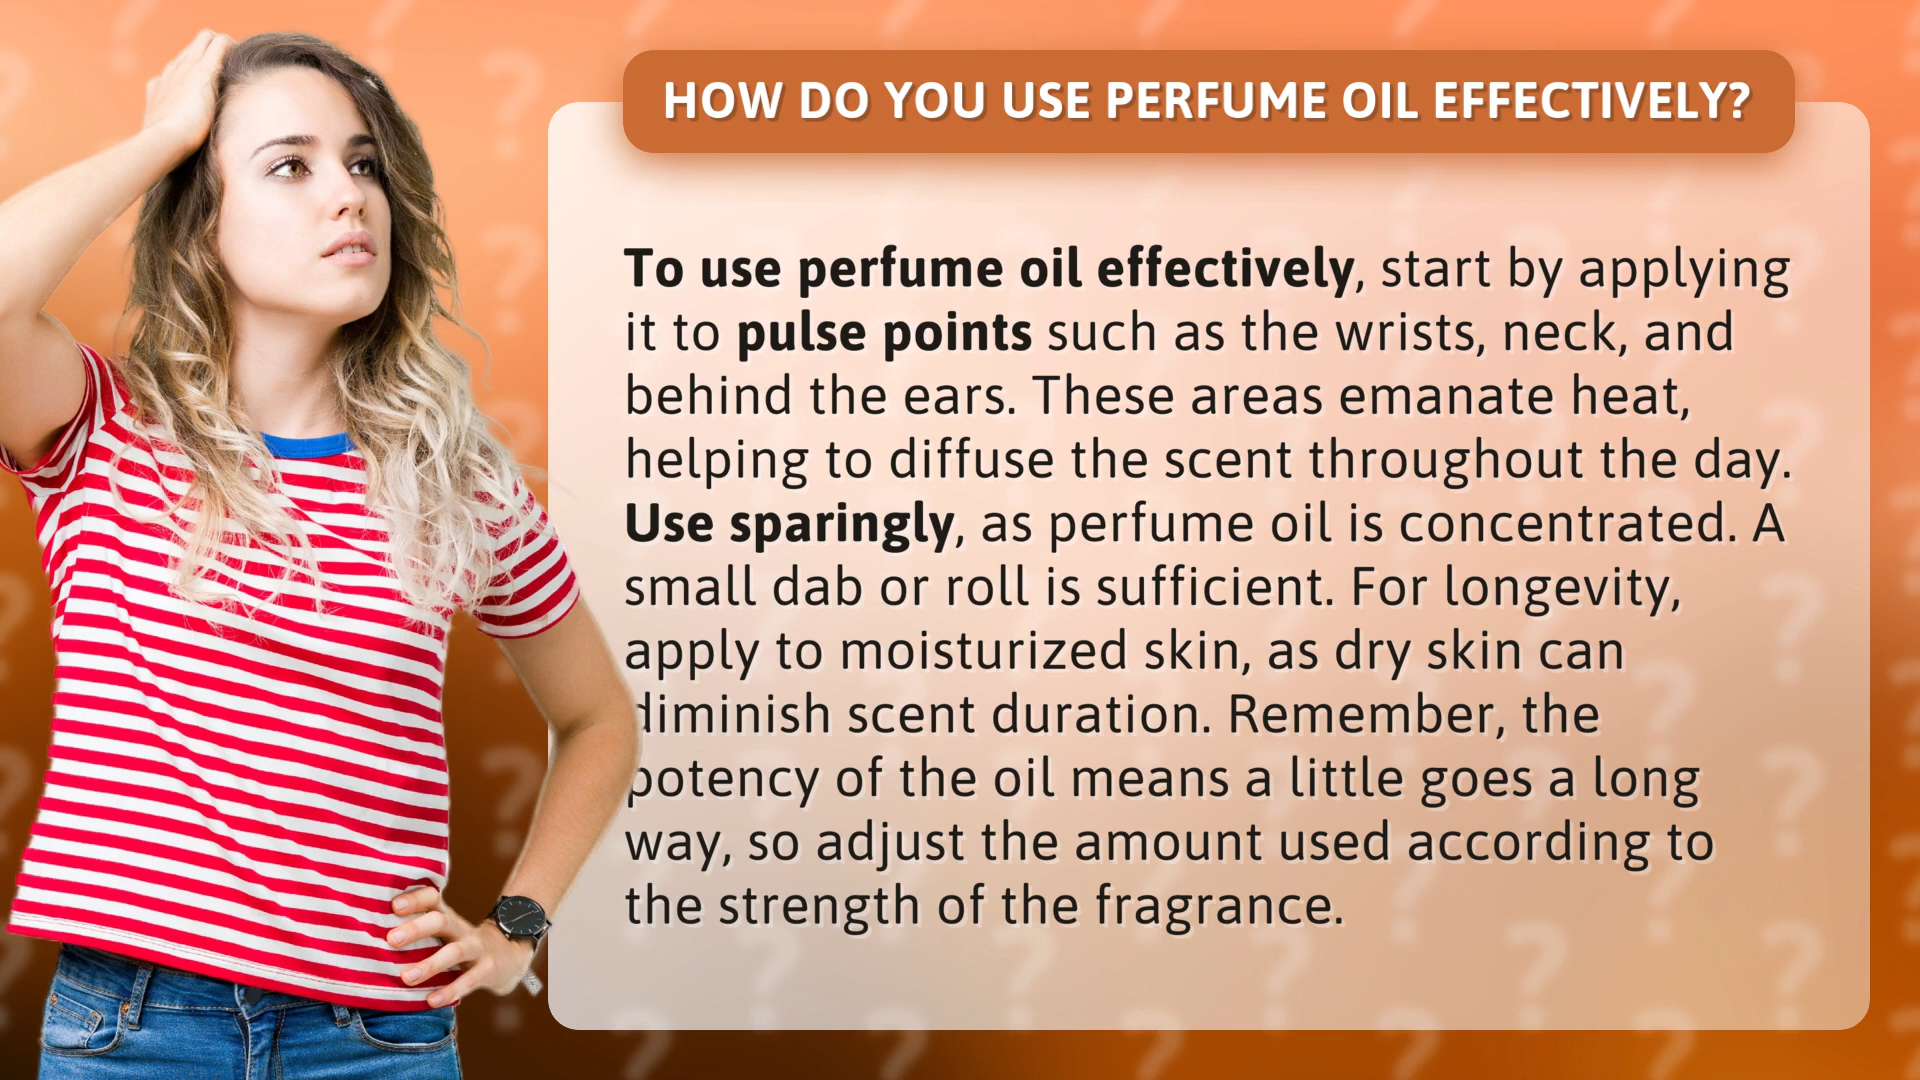 HOW DO YOU USE PERFUME OIL EFFECTIVELY?
To use perfume oil effectively, start by applying
it to pulse points such as the wrists, neck, and
behind the ears. These areas emanate heat,
helping to diffuse the scent throughout the day.
Use sparingly, as perfume oil is concentrated. A
small dab or roll is sufficient. For longevity,
apply to moisturized skin, as dry skin can
diminish scent duration. Remember, the
potency of the oil means a little goes a long
way, so adjust the amount used according to
the strength of the fragrance.